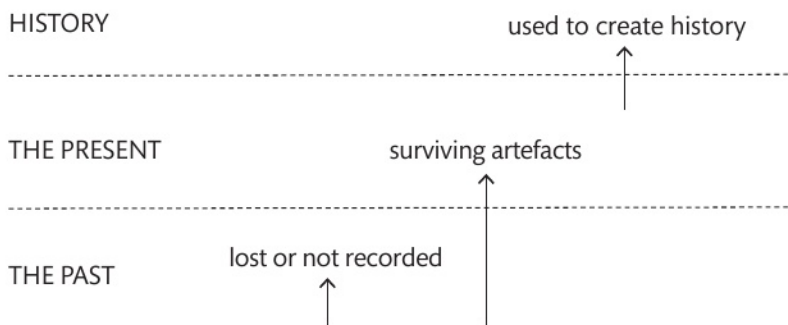 HISTORY
used to create history
THE PRESENT
surviving artefacts
lost or not recorded
THE PAST